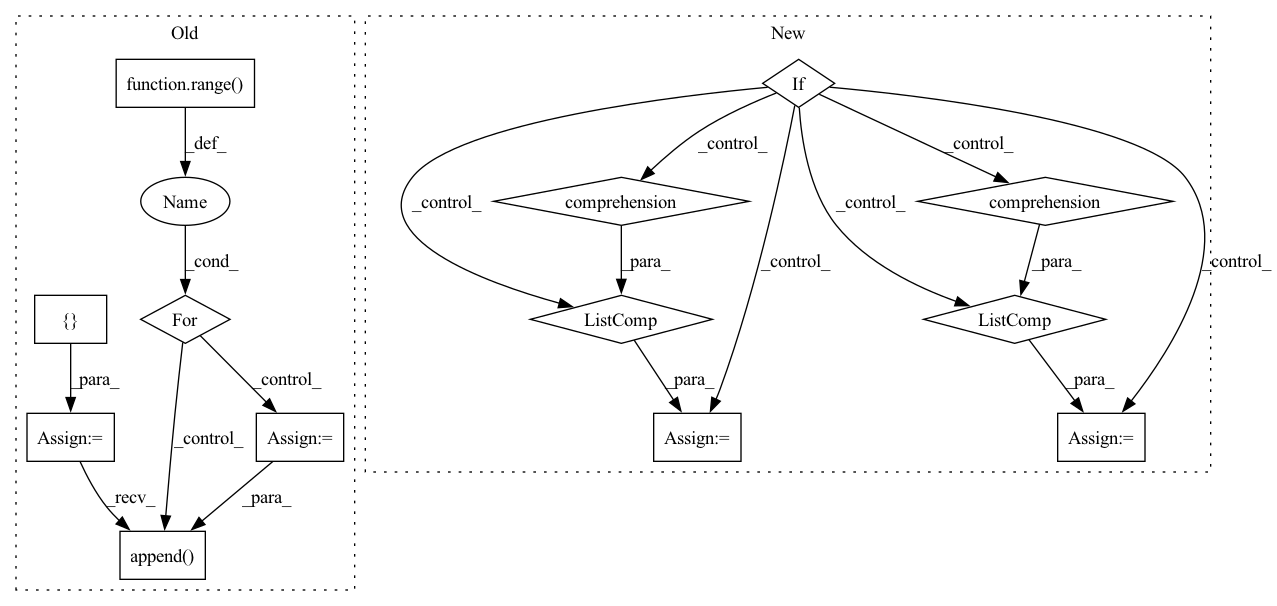 Old
New
function.range()
If
_def_
_control_
_control_
Name
comprehension
comprehension
_control_
_control_
_cond_
_para_
_control_
_para_
_control_
{}
For
ListComp
ListComp
_para_
_control_
_para_
_para_
Assign:=
_control_
Assign:=
Assign:=
Assign:=
_recv_
_para_
append()